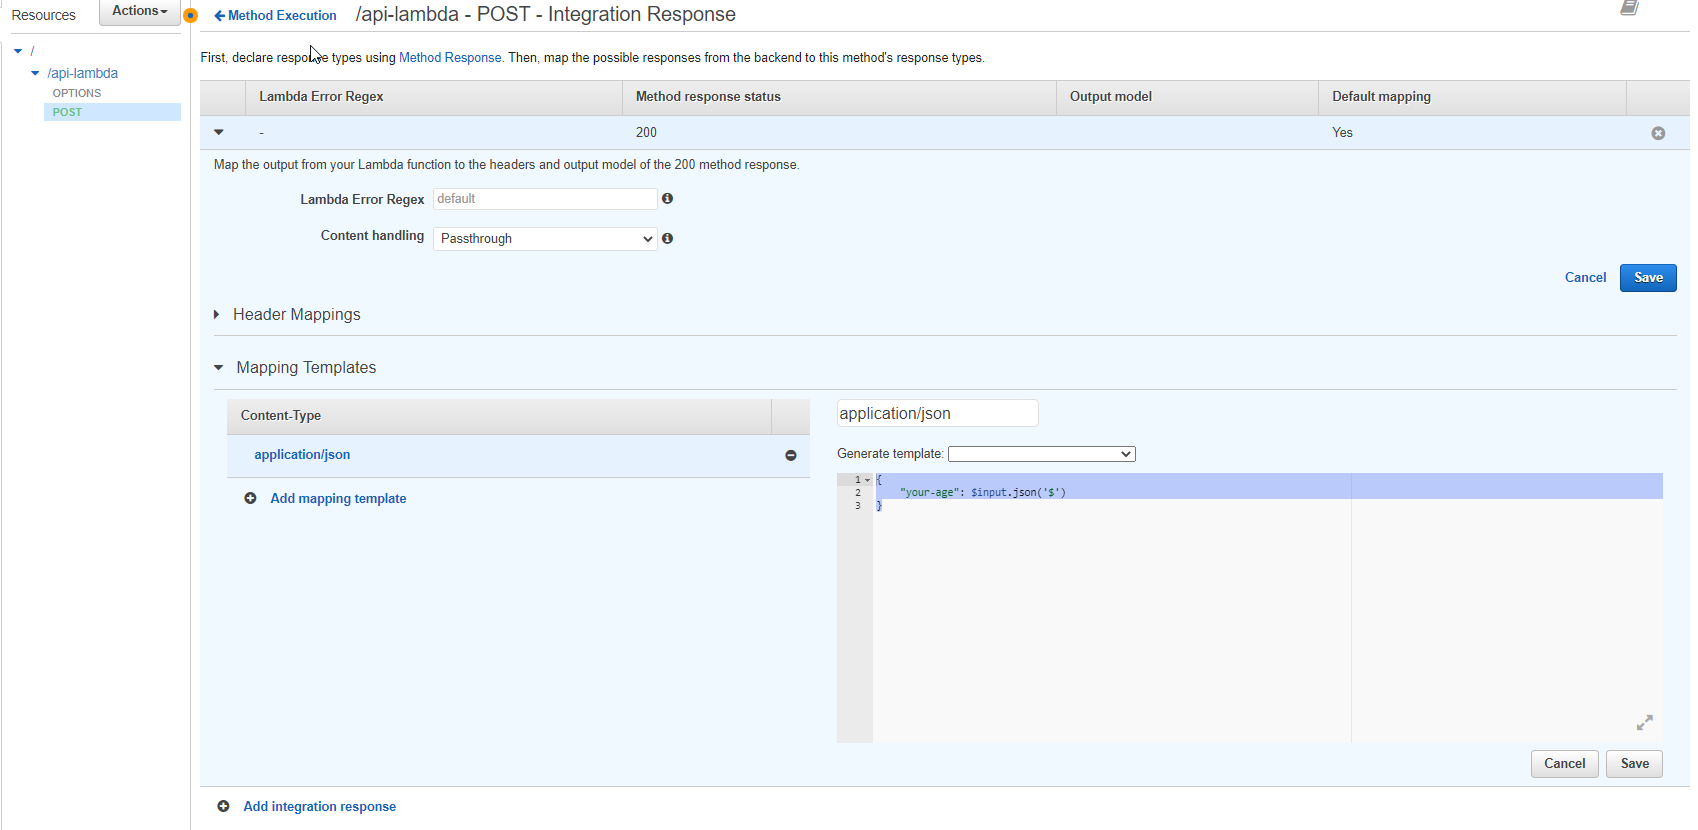 Resources
Actions
Method Execution
/api-lambda - POST - Integration Response
/
/api-lambda
OPTIONS
POST
First, declare response types using Method Response. Then, map the possible responses from the backend to this method's response types.
Lambda Error Regex
Method response status
Output model
Default mapping
-
200
Yes
Map the output from your Lambda function to the headers and output model of the 200 method response.
Lambda Error Regex
default
Content handling
Passthrough
Cancel
Save
Header Mappings
Mapping Templates
Content-Type
application/json
Add mapping template
application/json
Generate template:
1 {
2 "your-age": $input.json('$')
3 }
Cancel
Save
Add integration response